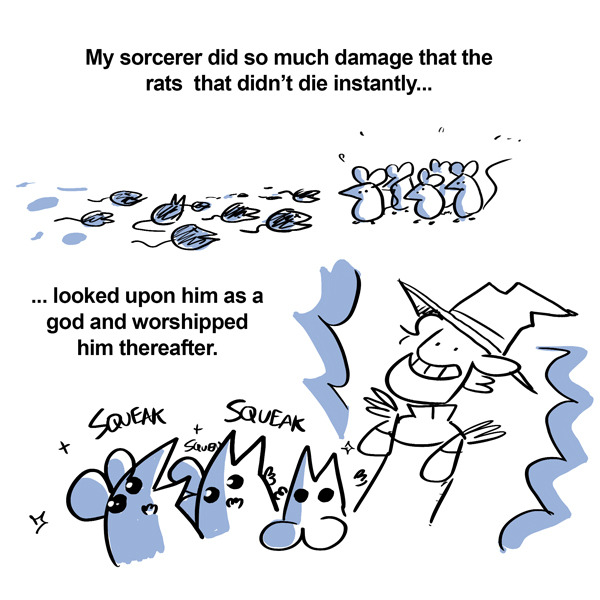 My sorcerer did so much damage that the
rats that didn't die instantly...
... looked upon him as a
god and worshipped
him thereafter.
SQUEAK
SQUEAK